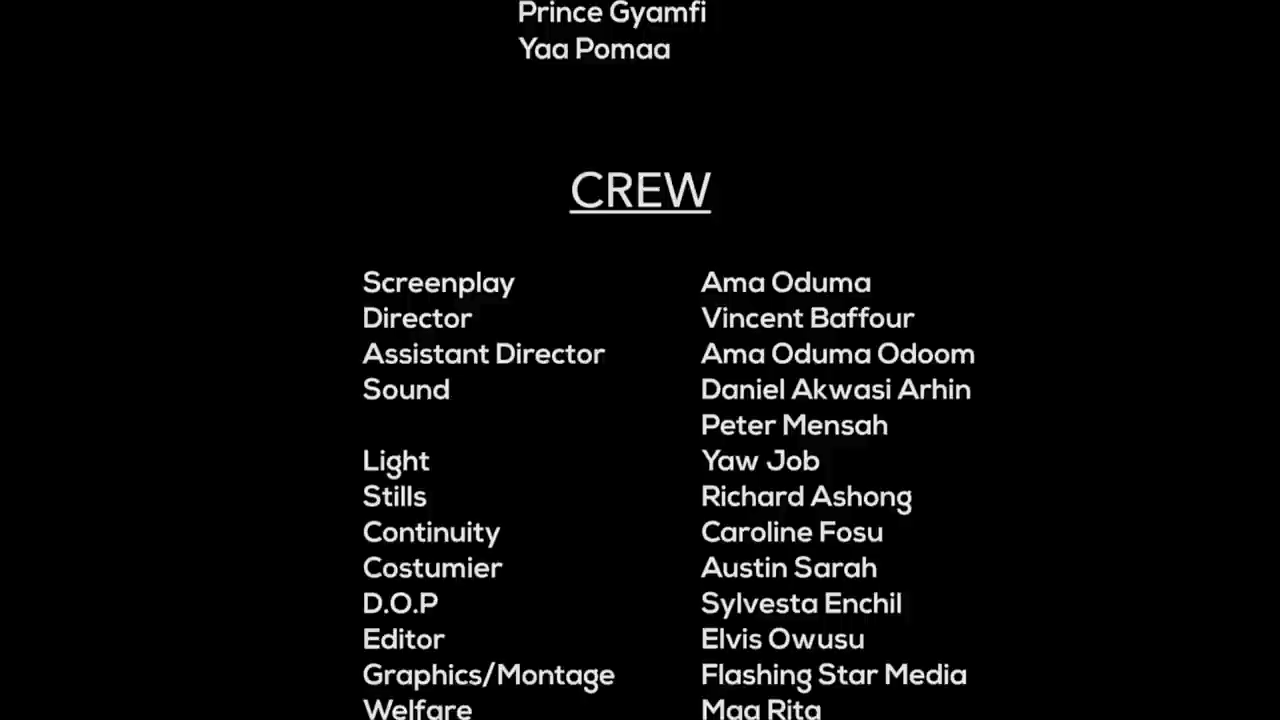 Prince Gyamfi
Yaa Pomaa
CREW
Screenplay Ama Oduma
Director Vincent Baffour
Assistant Director Ama Oduma Odoom
Sound Daniel Akwasi Arhin
Peter Mensah
Light Yaw Job
Stills Richard Ashong
Continuity Caroline Fosu
Costumier Austin Sarah
D.O.P Sylvesta Enchil
Editor Elvis Owusu
Graphics/Montage Flashing Star Media
Welfare Maa Rita